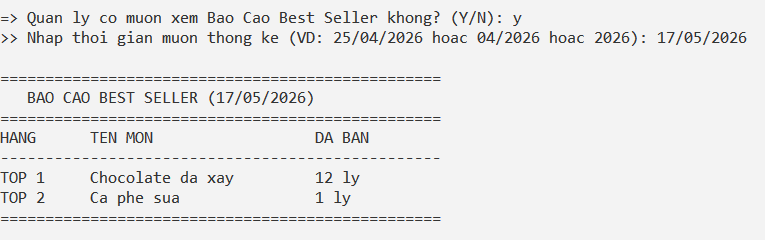 => Quan ly co muon xem Bao Cao Best Seller khong? (Y/N): y
>> Nhap thoi gian muon thong ke (VD: 25/04/2026 hoac 04/2026 hoac 2026): 17/05/2026
=================================================
BAO CAO BEST SELLER (17/05/2026)
=================================================
HANG TEN MON DA BAN
-------------------------------------------------
TOP 1 Chocolate da xay 12 ly
TOP 2 Ca phe sua 1 ly
=================================================